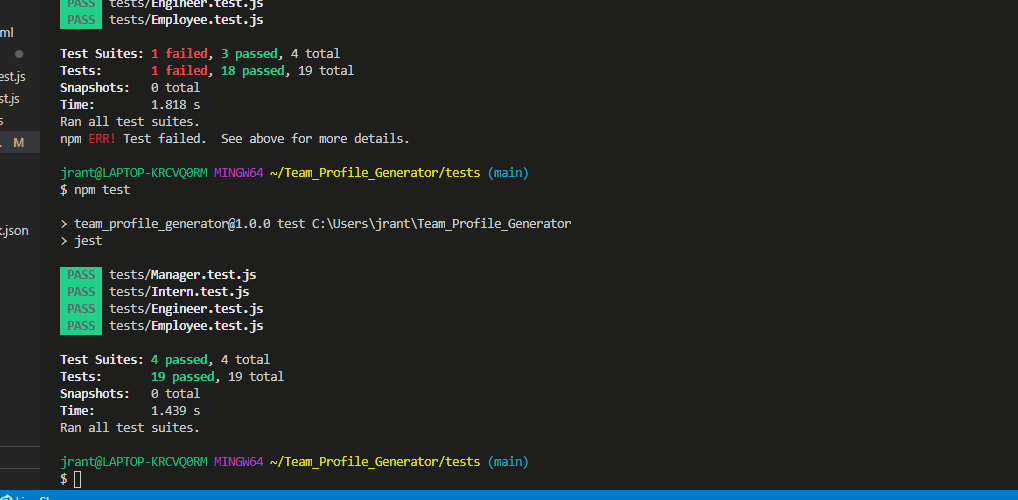 PASS tests/Engineer.test.js
PASS tests/Employee.test.js
ml
Test Suites: 1 failed, 3 passed, 4 total
Tests: 1 failed, 18 passed, 19 total
est.js
Snapshots: 0 total
st.js
Time: 1.818 s
s
Ran all test suites.
M
npm ERR! Test failed. See above for more details.
jrant@LAPTOP-KRCVQ0RM MINGW64 ~/Team_Profile_Generator/tests (main)
$ npm test
> team_profile_generator@1.0.0 test C:\Users\jrant\Team_Profile_Generator
.json
> jest
PASS tests/Manager.test.js
PASS tests/Intern.test.js
PASS tests/Engineer.test.js
PASS tests/Employee.test.js
Test Suites: 4 passed, 4 total
Tests: 19 passed, 19 total
Snapshots: 0 total
Time: 1.439 s
Ran all test suites.
jrant@LAPTOP-KRCVQ0RM MINGW64 ~/Team_Profile_Generator/tests (main)
$